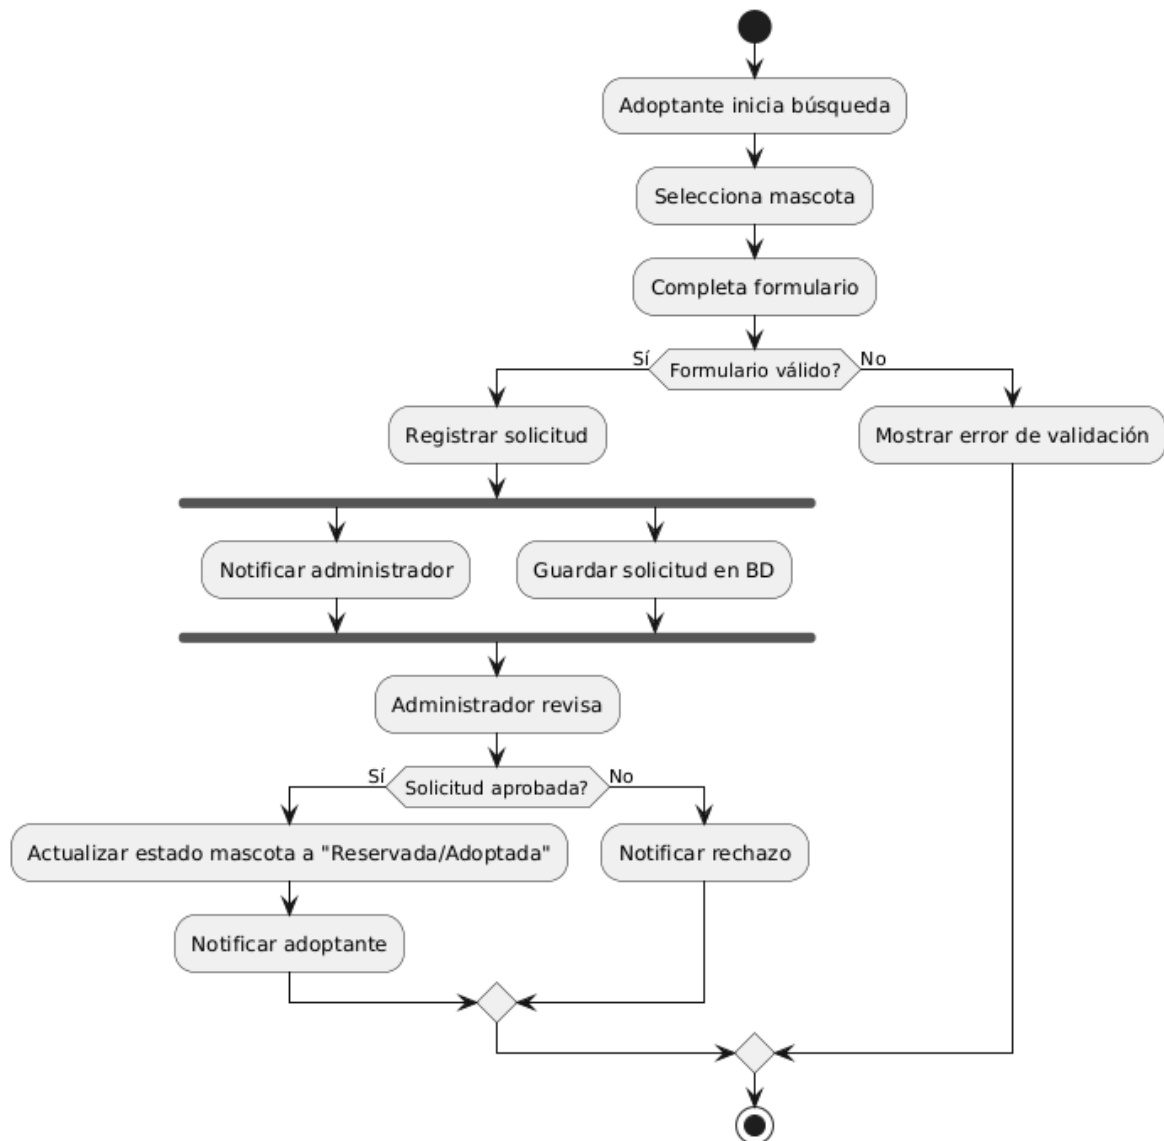 Adoptante inicia búsqueda
Selecciona mascota
Completa formulario
Sí
Formulario válido?
No
Registrar solicitud
Mostrar error de validación
Notificar administrador
Guardar solicitud en BD
Administrador revisa
Sí
Solicitud aprobada?
No
Actualizar estado mascota a "Reservada/Adoptada"
Notificar rechazo
Notificar adoptante